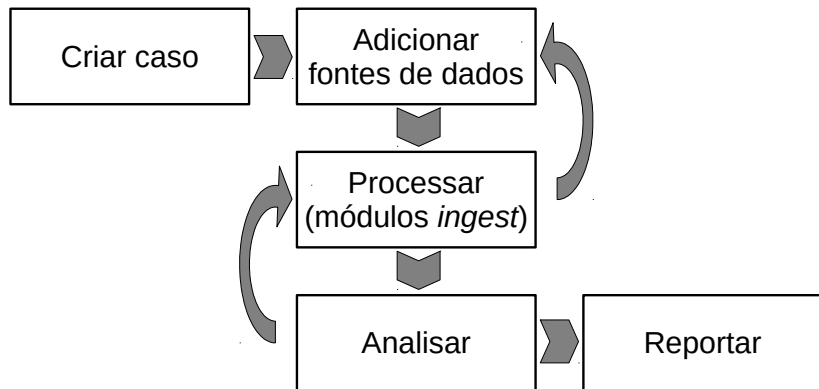 Criar caso
Adicionar
fontes de dados
Processar
(módulos ingest)
Analisar
Reportar